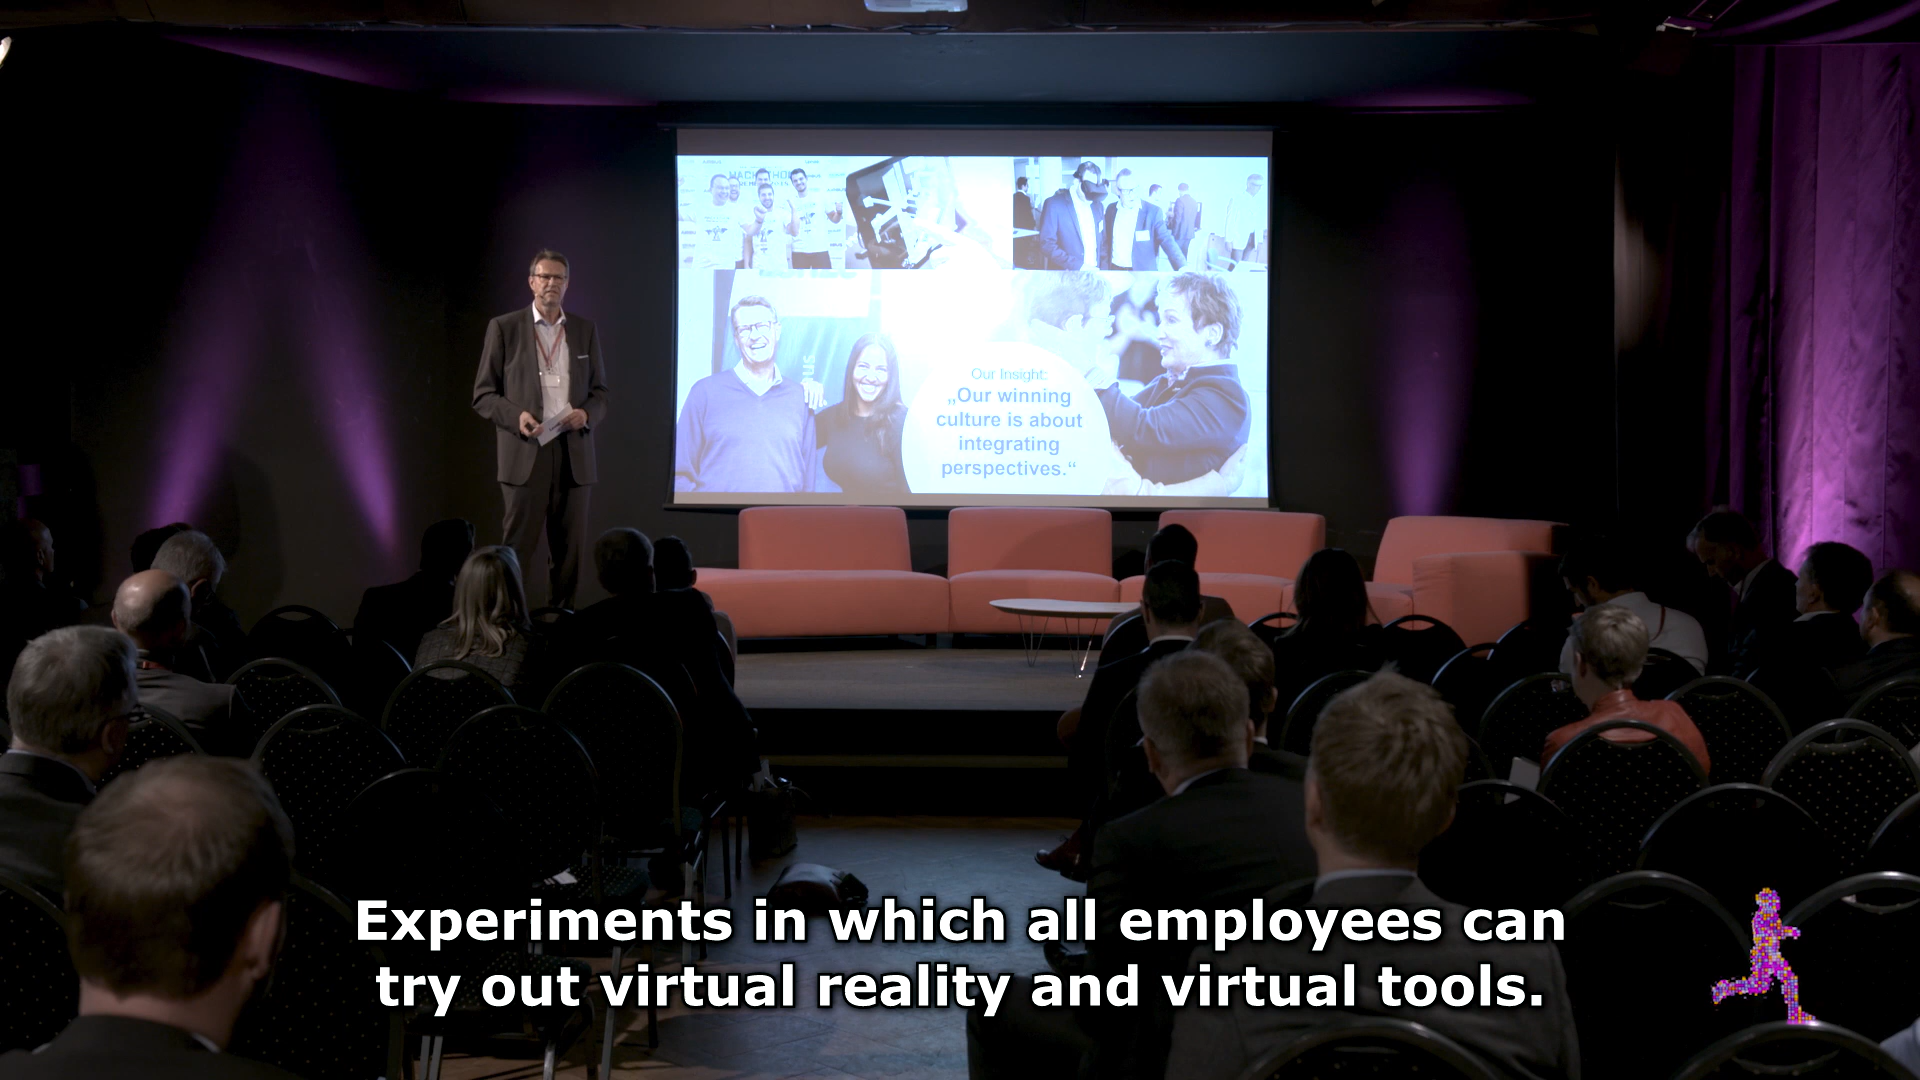 HACKATHON
Our Insight:
„Our winning
culture is about
integrating
perspectives.“
Experiments in which all employees can
try out virtual reality and virtual tools.